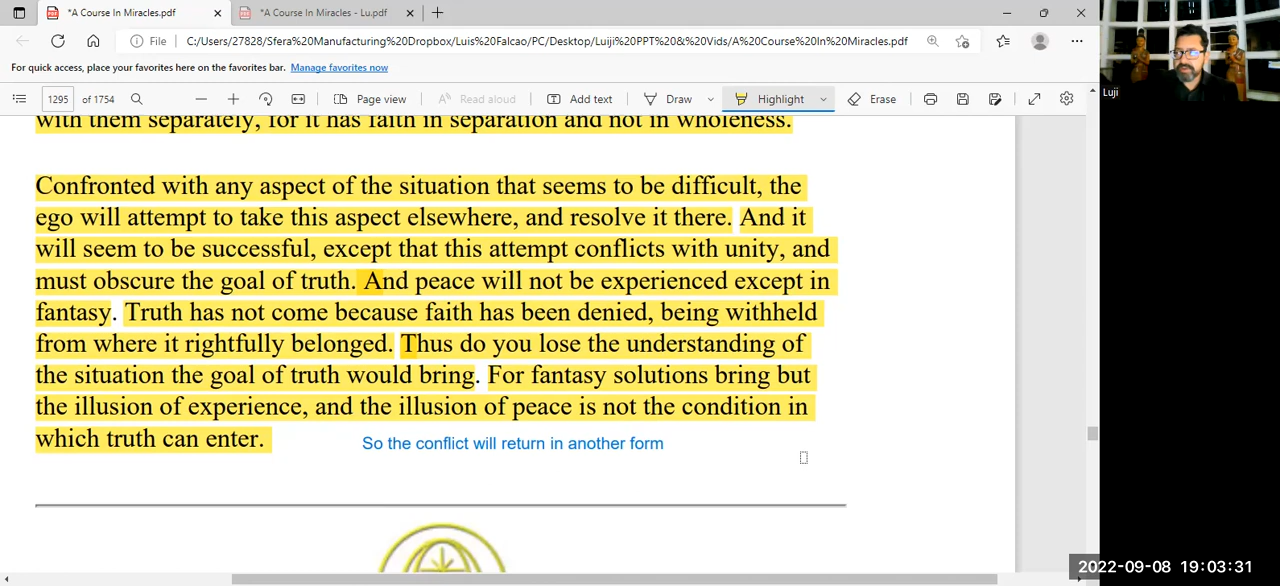 *A Course In Miracles.pdf
*A Course In Miracles - Lu.pdf
File
C:/Users/27828/Sfera%20Manufacturing%20Dropbox/Luis%20Falcao/PC/Desktop/Luiji%20PPT%20&%20Vids/A%20Course%20In%20Miracles.pdf
For quick access, place your favorites here on the favorites bar. Manage favorites now
1295 of 1754
Page view
Read aloud
Add text
Draw
Highlight
Erase
Luji
with them separately, for it has faith in separation and not in wholeness.
Confronted with any aspect of the situation that seems to be difficult, the
ego will attempt to take this aspect elsewhere, and resolve it there. And it
will seem to be successful, except that this attempt conflicts with unity, and
must obscure the goal of truth. And peace will not be experienced except in
fantasy. Truth has not come because faith has been denied, being withheld
from where it rightfully belonged. Thus do you lose the understanding of
the situation the goal of truth would bring. For fantasy solutions bring but
the illusion of experience, and the illusion of peace is not the condition in
which truth can enter.
So the conflict will return in another form
2022-09-08 19:03:31